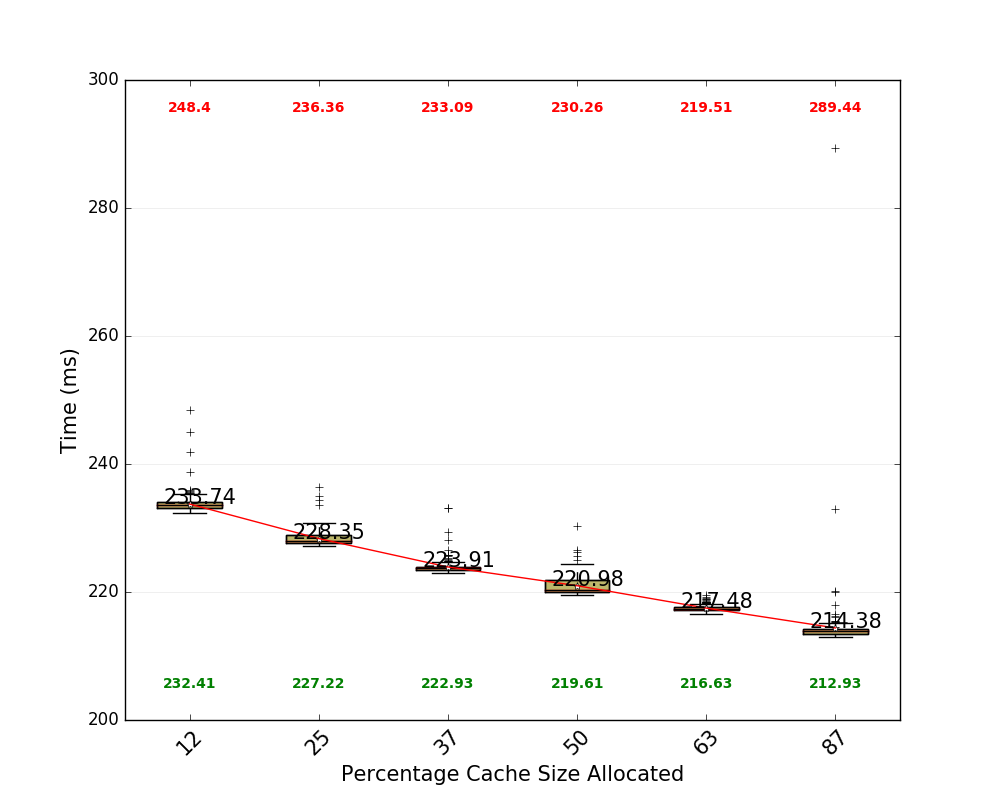 300
248.4 236.36 233.09 230.26 219.51 289.44
280
260
Time (ms)
240
233.74
228.35
223.91
220.98
220
217.48
214.38
232.41 227.22 222.93 219.61 216.63 212.93
200
12 25 37 50 63 87
Percentage Cache Size Allocated